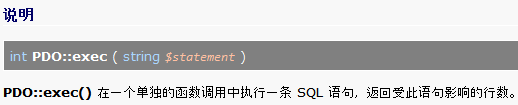 说明
int PDO::exec ( string $statement )
PDO::exec() 在一个单独的函数调用中执行一条 SQL 语句，返回受此语句影响的行数。